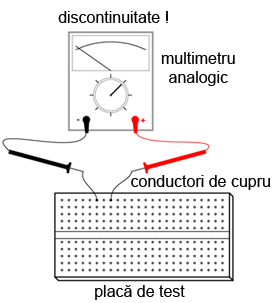 discontinuitate !
multimetru
analogic
- +
conductori de cupru
placă de test